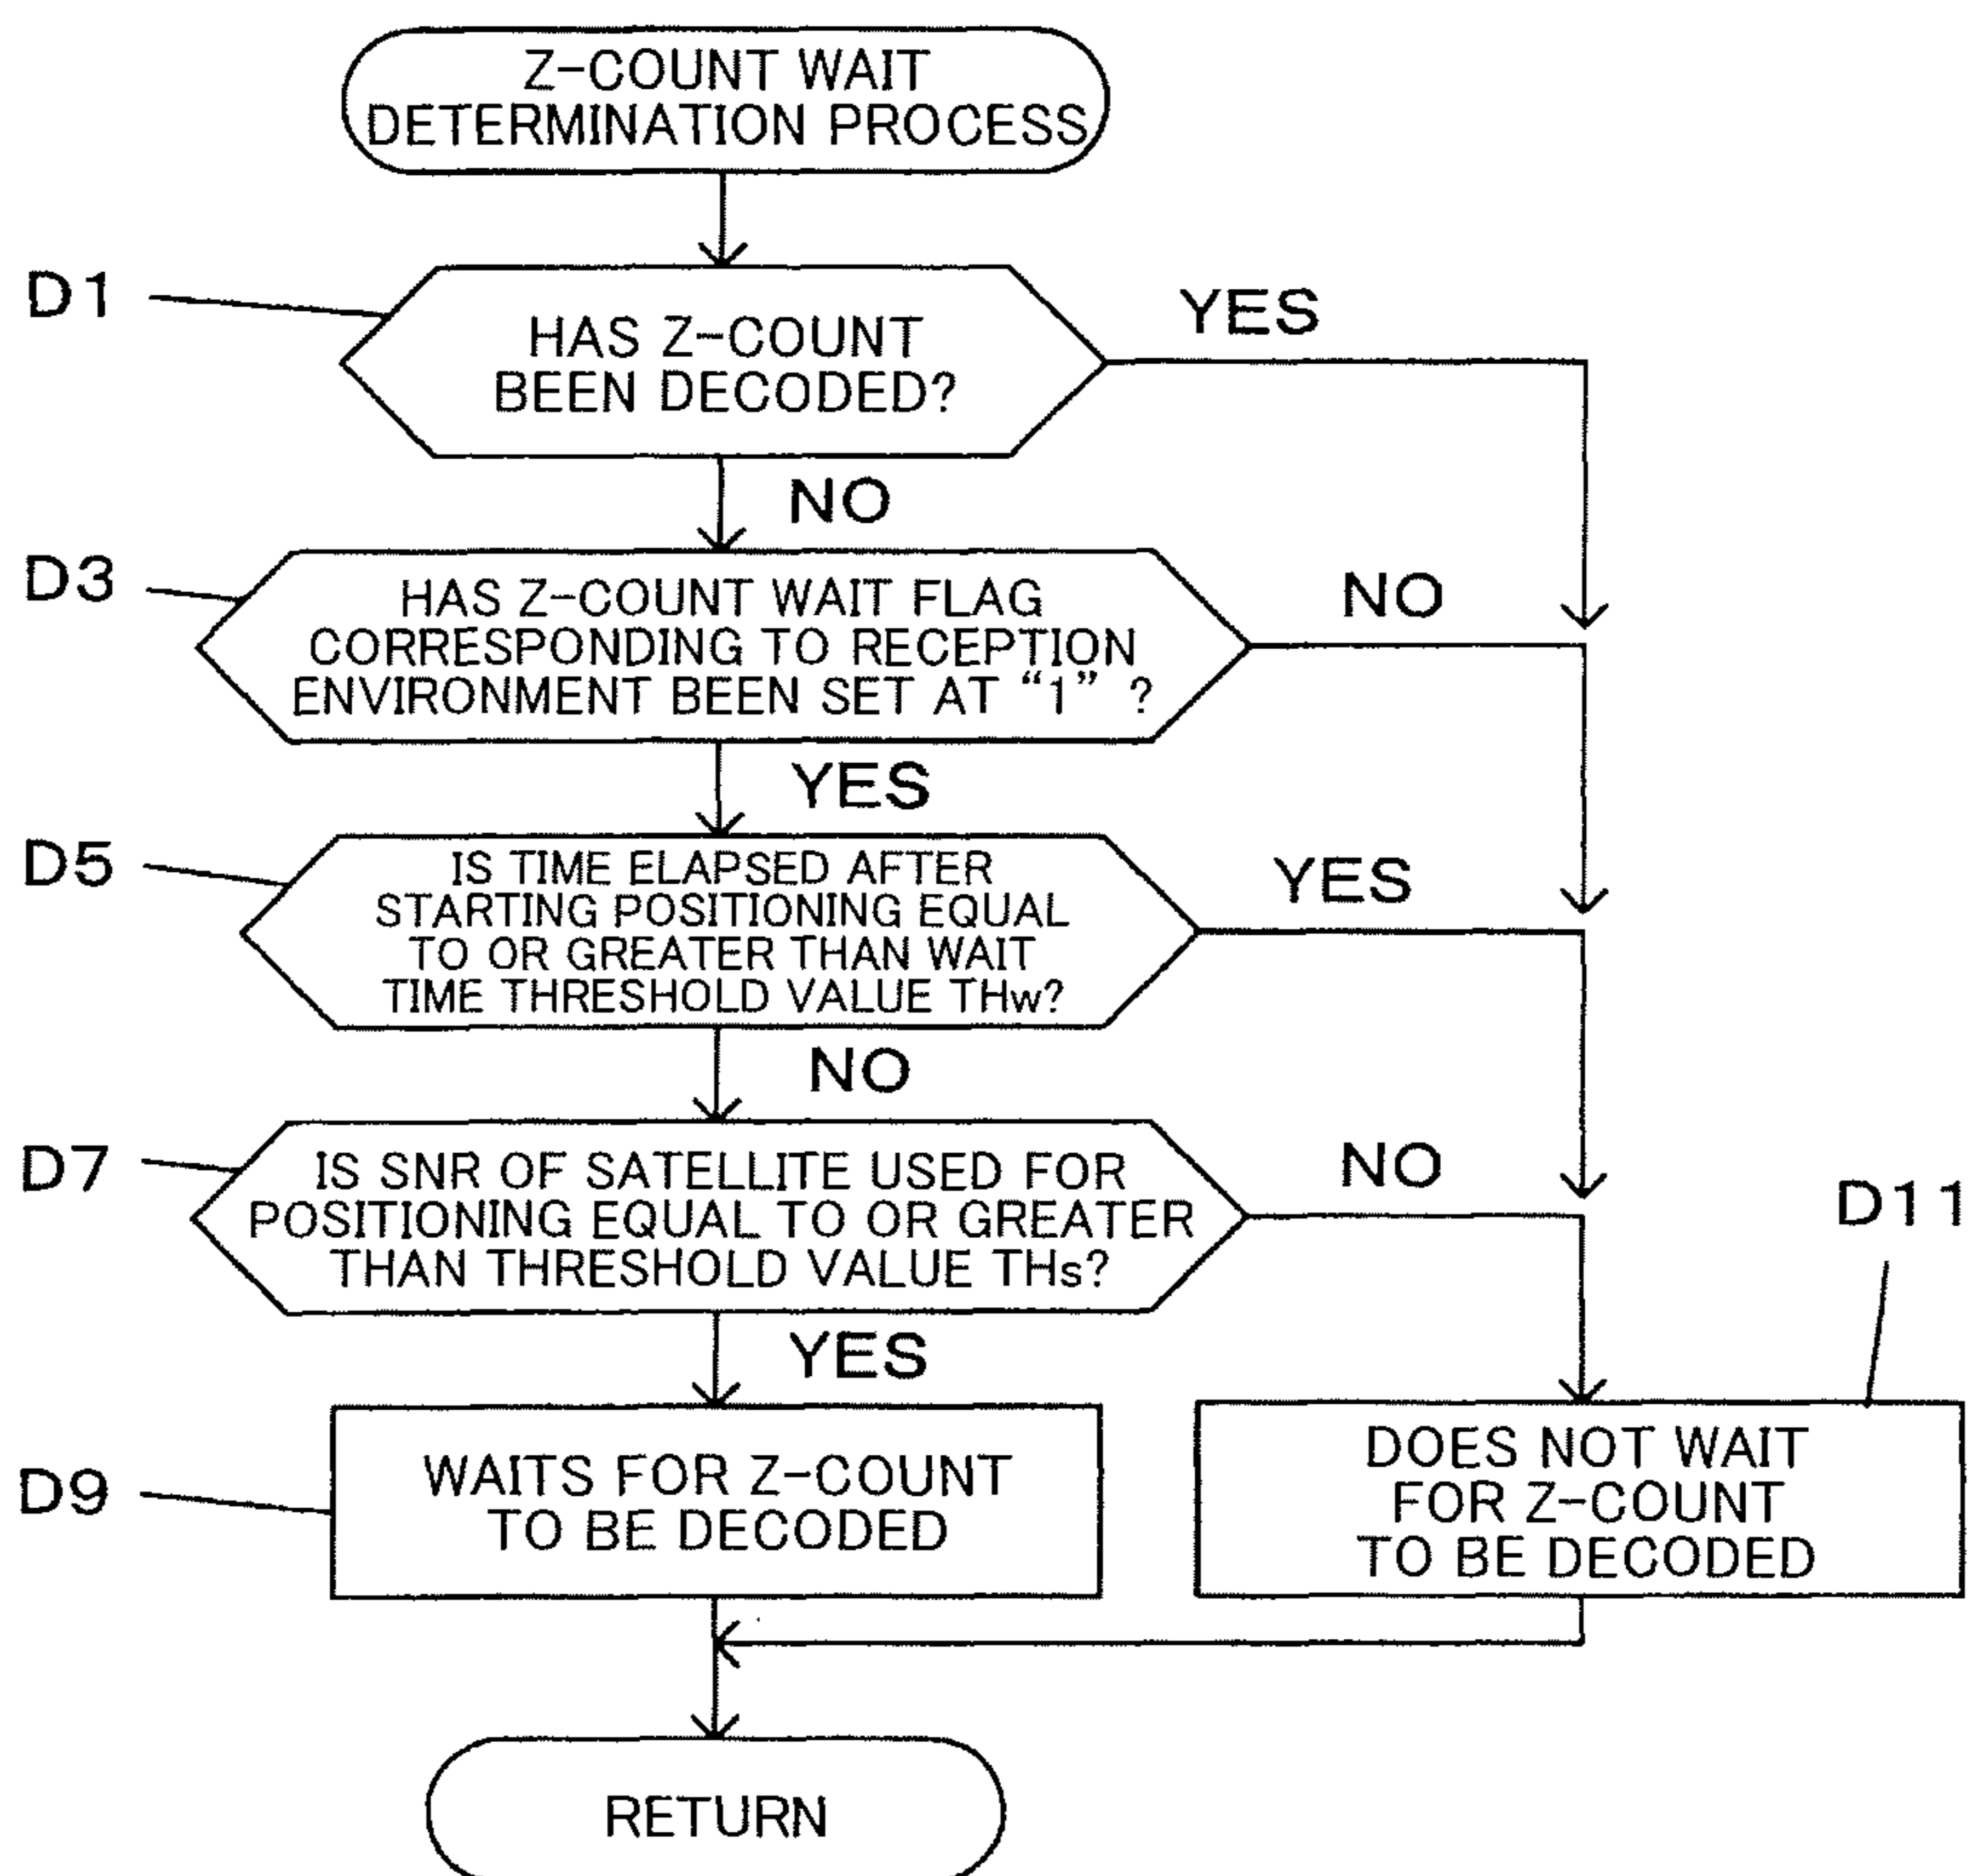 Z-COUNT WAIT
DETERMINATION PROCESS
D1
HAS Z-COUNT
BEEN DECODED?
YES
NO
D3
HAS Z-COUNT WAIT FLAG
CORRESPONDING TO RECEPTION
ENVIRONMENT BEEN SET AT “1” ?
NO
YES
D5
IS TIME ELAPSED AFTER
STARTING POSITIONING EQUAL
TO OR GREATER THAN WAIT
TIME THRESHOLD VALUE THw?
YES
NO
D7
IS SNR OF SATELLITE USED FOR
POSITIONING EQUAL TO OR GREATER
THAN THRESHOLD VALUE THs?
NO
YES
D9
WAITS FOR Z-COUNT
TO BE DECODED
D11
DOES NOT WAIT
FOR Z-COUNT
TO BE DECODED
RETURN